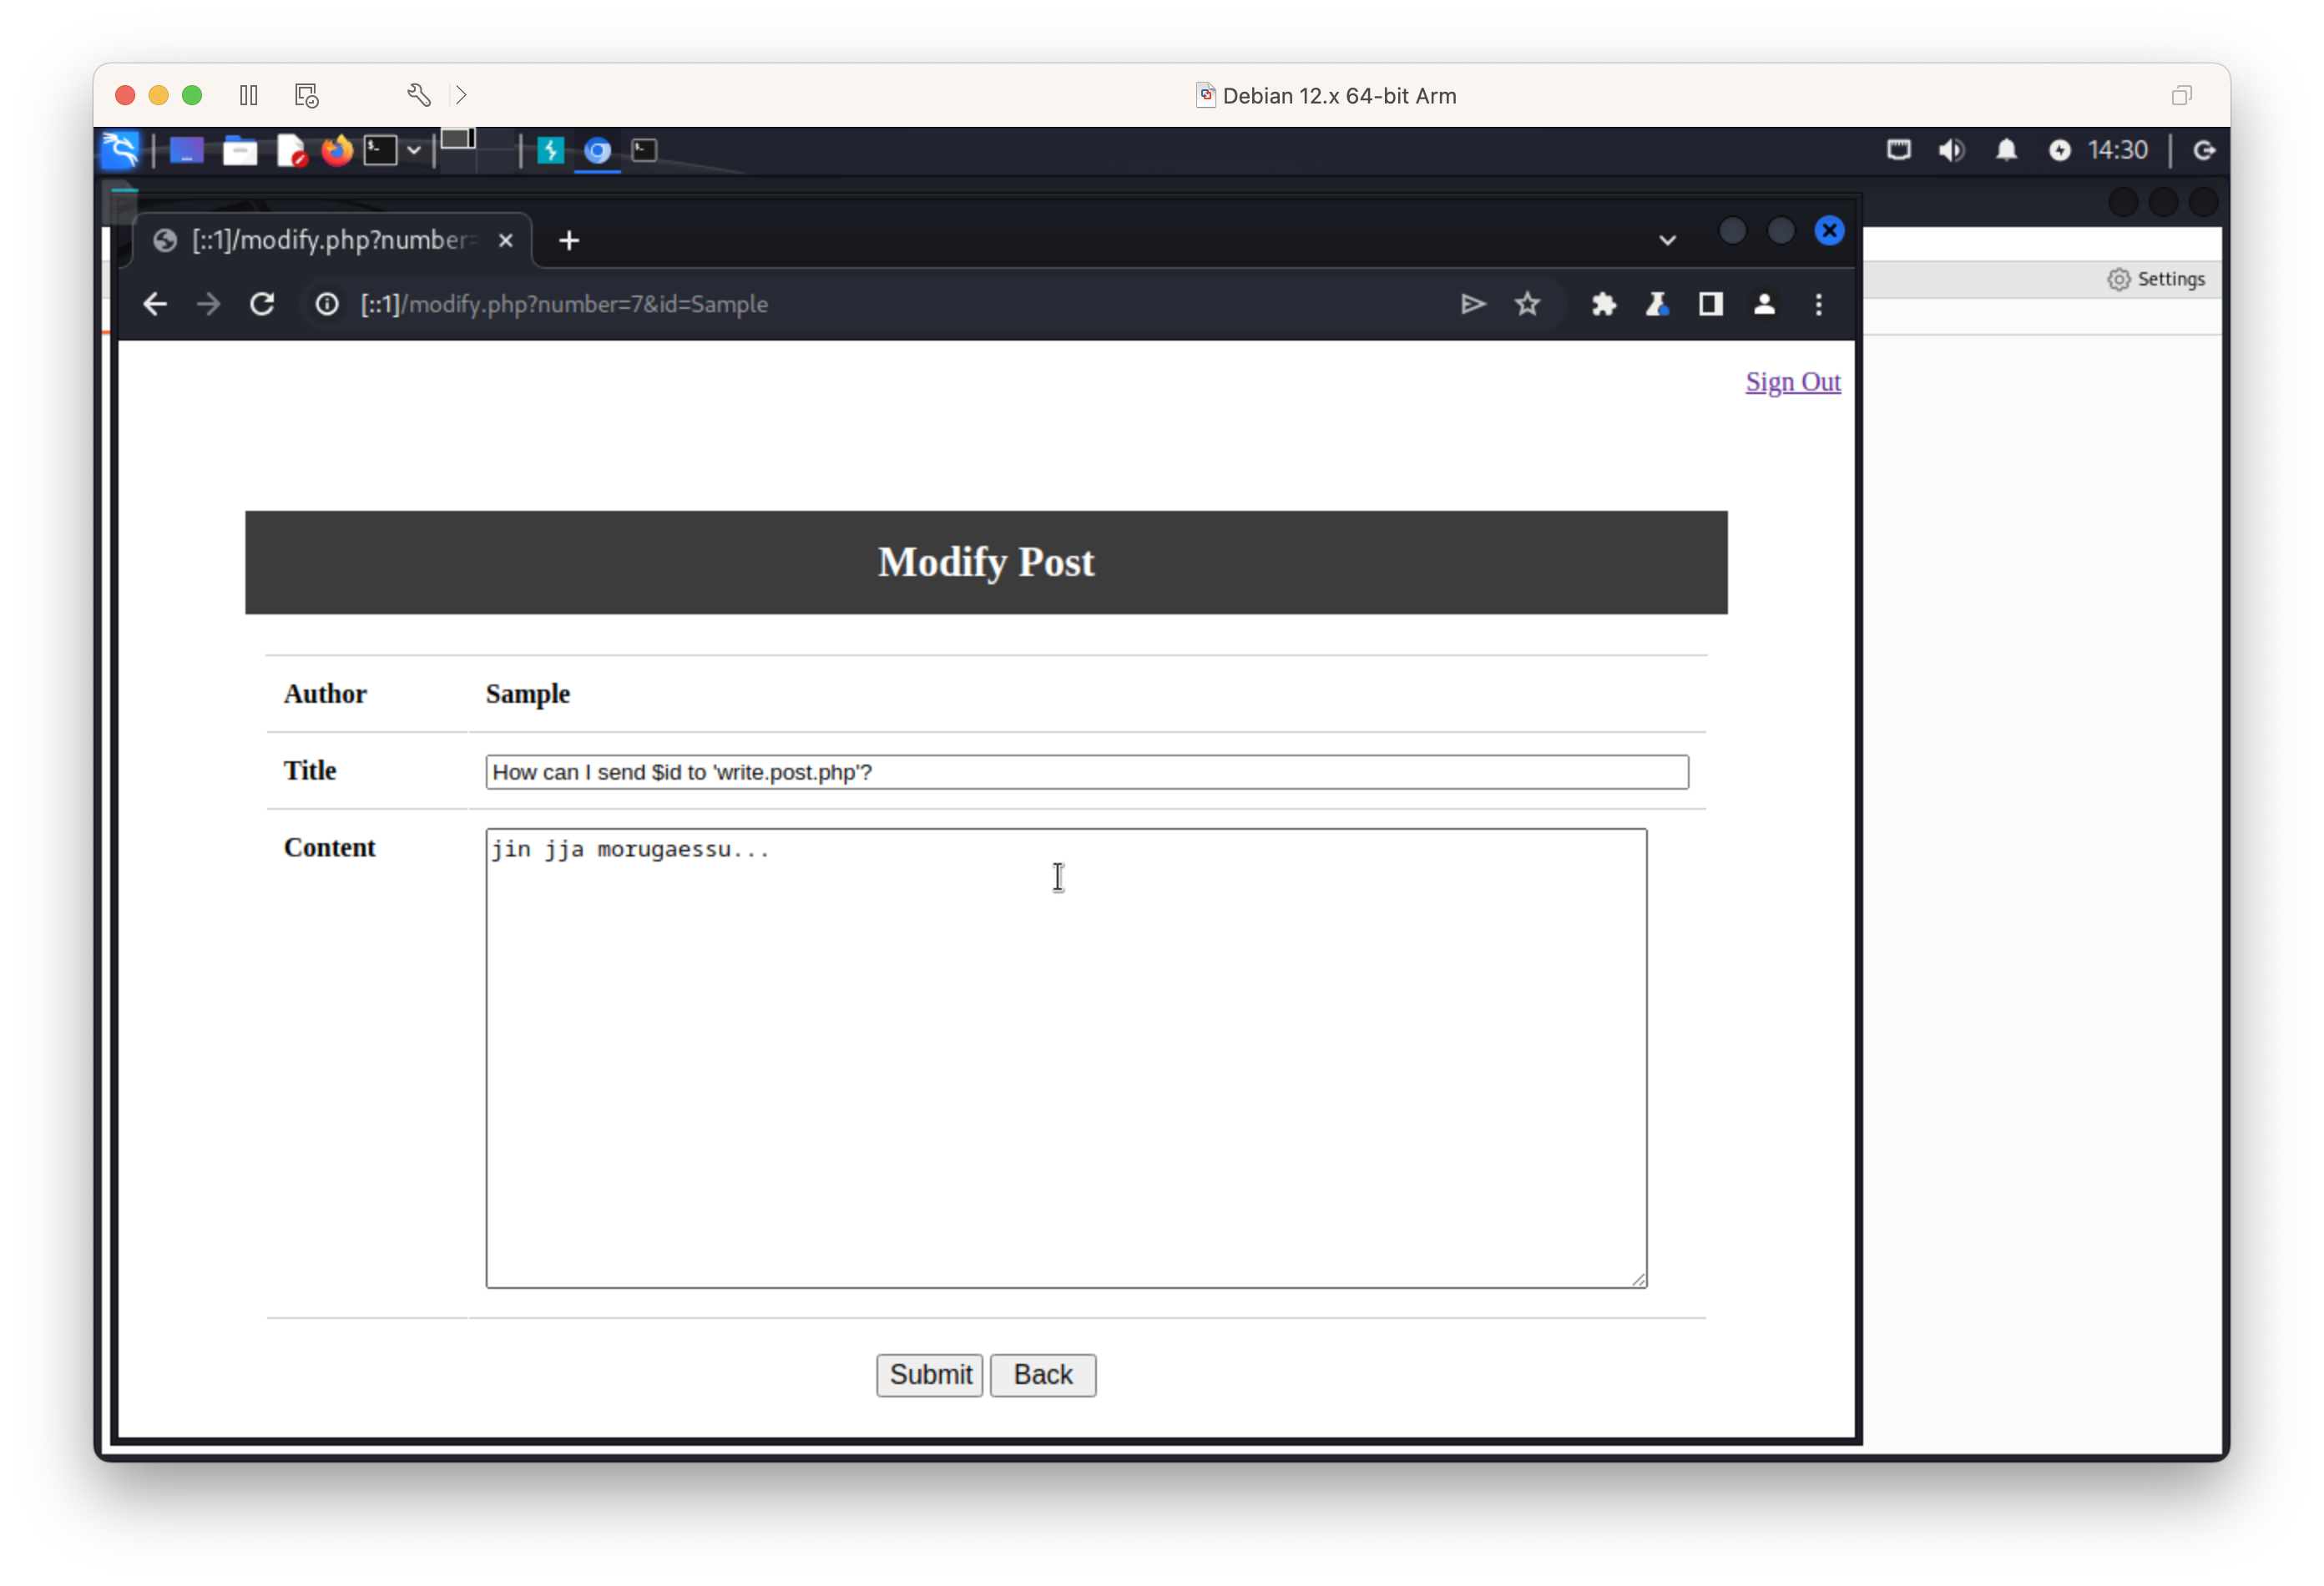 Debian 12.x 64-bit Arm
14:30
[::1]/modify.php?number=
Settings
[::1]/modify.php?number=7&id=Sample
Sign Out
Modify Post
Author Sample
Title How can I send $id to 'write.post.php'?
Content jin jja morugaessu...
Submit Back